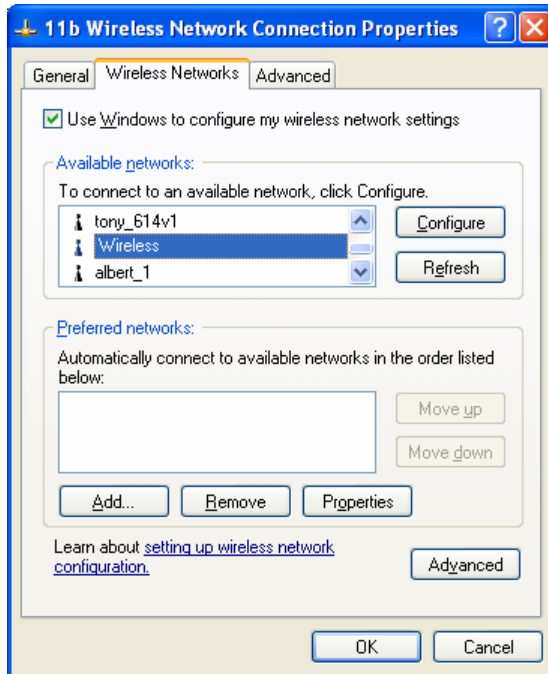 11b Wireless Network Connection Properties
General Wireless Networks Advanced
Use Windows to configure my wireless network settings
Available networks:
To connect to an available network, click Configure.
tony_614v1
Wireless
albert_1
Configure
Refresh
Preferred networks:
Automatically connect to available networks in the order listed
below:
Move up
Move down
Add... Remove Properties
Learn about setting up wireless network
configuration.
Advanced
OK Cancel